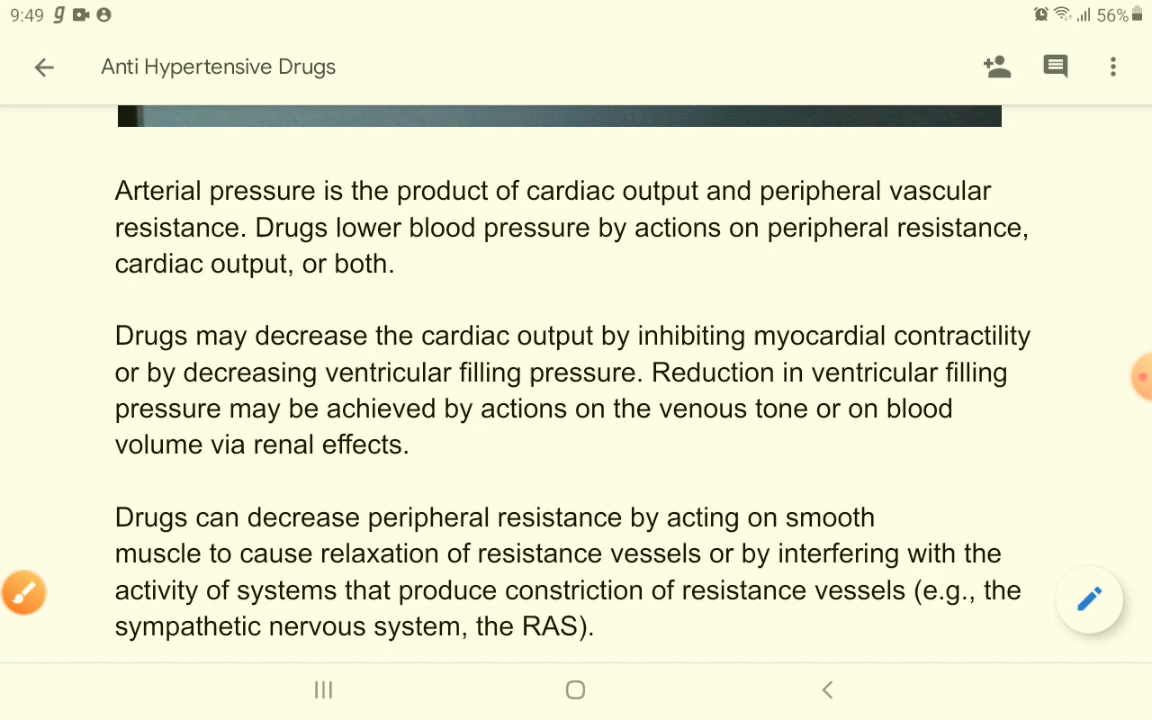 9:49 g 56%
Anti Hypertensive Drugs
Arterial pressure is the product of cardiac output and peripheral vascular
resistance. Drugs lower blood pressure by actions on peripheral resistance,
cardiac output, or both.
Drugs may decrease the cardiac output by inhibiting myocardial contractility
or by decreasing ventricular filling pressure. Reduction in ventricular filling
pressure may be achieved by actions on the venous tone or on blood
volume via renal effects.
Drugs can decrease peripheral resistance by acting on smooth
muscle to cause relaxation of resistance vessels or by interfering with the
activity of systems that produce constriction of resistance vessels (e.g., the
sympathetic nervous system, the RAS).